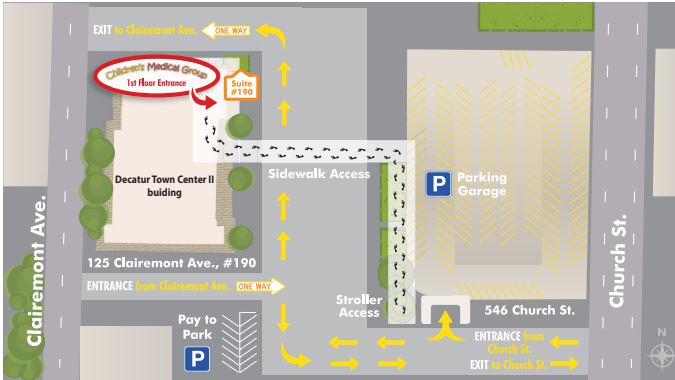 EXIT to Clairemont Ave. ONE WAY
Children's Medical Group
1st Floor Entrance
Suite
#190
Decatur Town Center II
buiding
Sidewalk Access
P
Parking
Garage
Clairemont Ave.
Church St.
125 Clairemont Ave., #190
ENTRANCE from Clairemont Ave. ONE WAY
Stroller
Access
546 Church St.
Pay to
Park
P
ENTRANCE from
Church St.
EXIT to Church St.
N